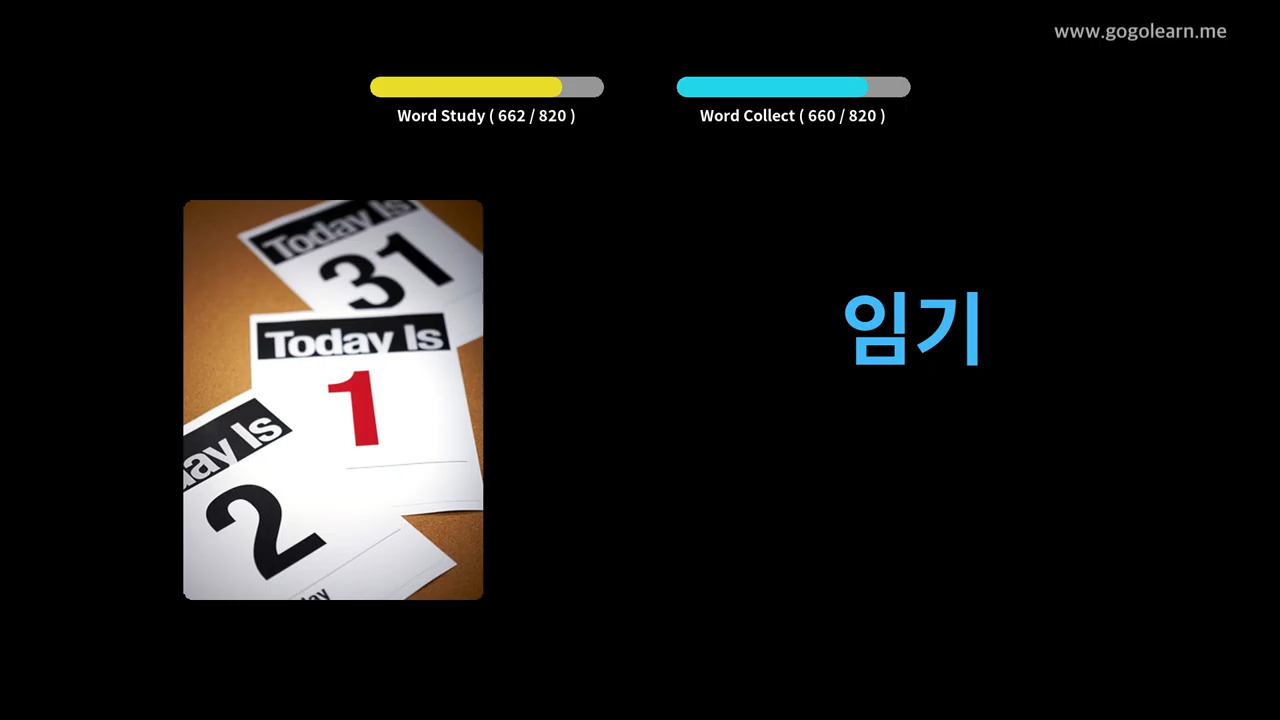 www.gogolearn.me
Word Study ( 662 / 820 )
Word Collect ( 660 / 820 )
Today Is
31
Today Is
1
ay Is
2
임기